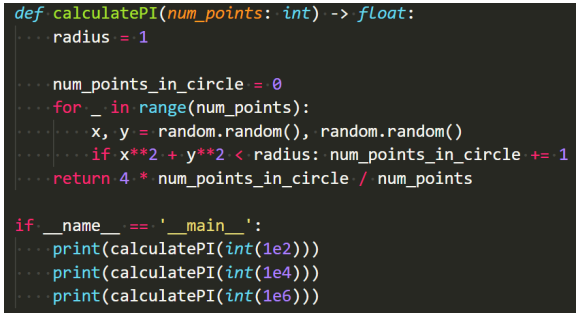 def calculatePI(num_points: int) -> float:
    radius = 1

    num_points_in_circle = 0
    for _ in range(num_points):
        x, y = random.random(), random.random()
        if x**2 + y**2 < radius: num_points_in_circle += 1
    return 4 * num_points_in_circle / num_points

if __name__ == '__main__':
    print(calculatePI(int(1e2)))
    print(calculatePI(int(1e4)))
    print(calculatePI(int(1e6)))